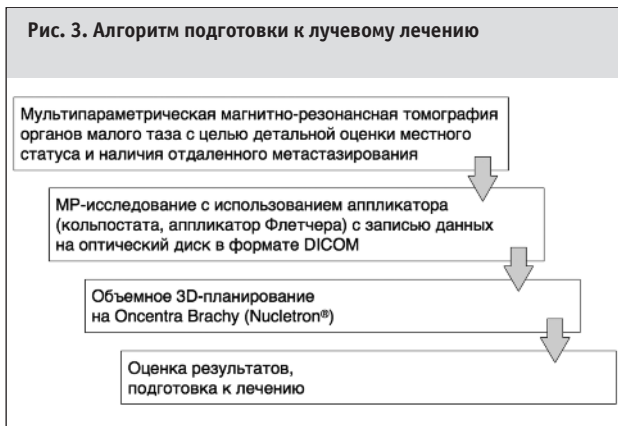 Рис. 3. Алгоритм подготовки к лучевому лечению
Мультипараметрическая магнитно-резонансная томография
органов малого таза с целью детальной оценки местного
статуса и наличия отдаленного метастазирования
МР-исследование с использованием аппликатора
(кольпостата, аппликатор Флетчера) с записью данных
на оптический диск в формате DICOM
Объемное 3D-планирование
на Oncentra Brachy (Nucletron®)
Оценка результатов,
подготовка к лечению